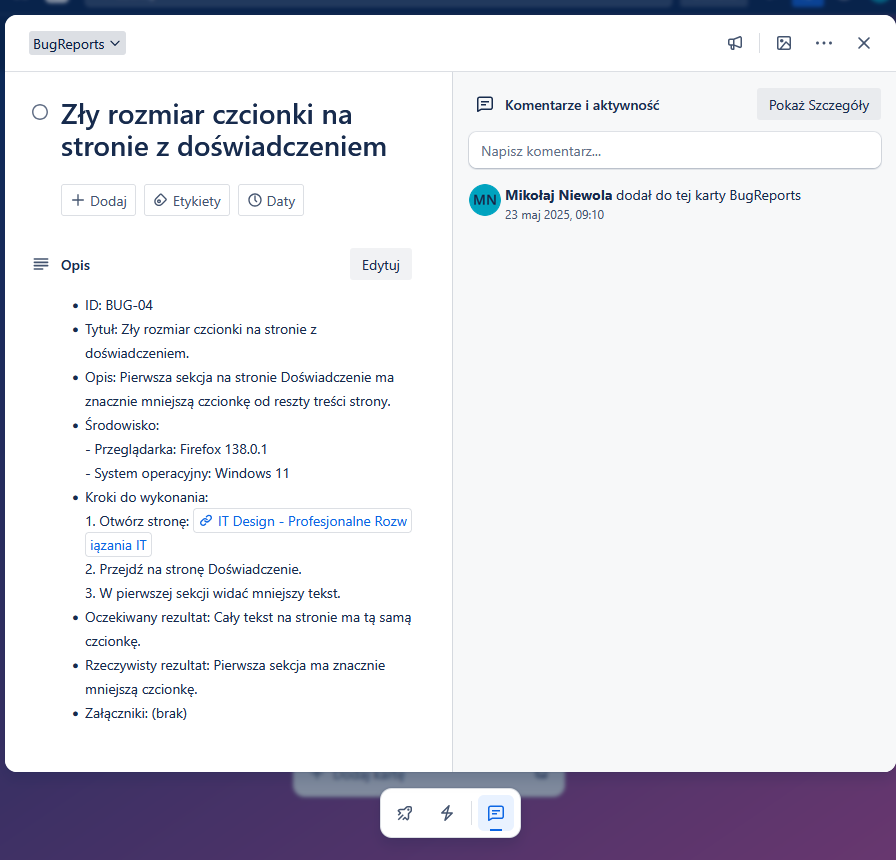 BugReports
Zły rozmiar czcionki na
stronie z doświadczeniem
Dodaj
Etykiety
Daty
Opis
Edytuj
ID: BUG-04
Tytuł: Zły rozmiar czcionki na stronie z
doświadczeniem.
Opis: Pierwsza sekcja na stronie Doświadczenie ma
znacznie mniejszą czcionkę od reszty treści strony.
Środowisko:
- Przeglądarka: Firefox 138.0.1
- System operacyjny: Windows 11
Kroki do wykonania:
1. Otwórz stronę: IT Design - Profesjonalne Rozw
iązania IT
2. Przejdź na stronę Doświadczenie.
3. W pierwszej sekcji widać mniejszy tekst.
Oczekiwany rezultat: Cały tekst na stronie ma tą samą
czcionkę.
Rzeczywisty rezultat: Pierwsza sekcja ma znacznie
mniejszą czcionkę.
Załączniki: (brak)
Komentarze i aktywność
Pokaż Szczegóły
Napisz komentarz...
MN
Mikołaj Niewola dodał do tej karty BugReports
23 maj 2025, 09:10